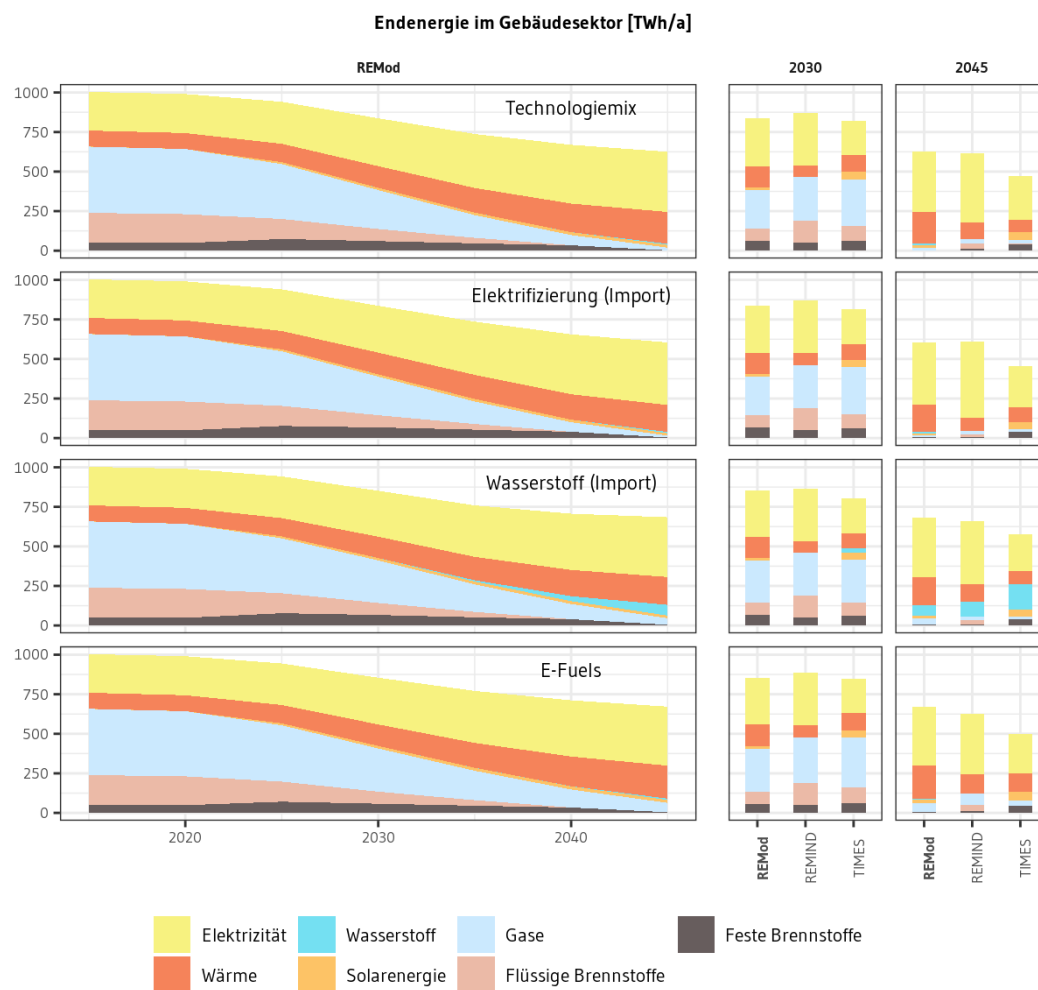 Endenergie im Gebäudesektor [TWh/a]
REMod
2030
2045
1000
750
500
250
0
Technologiemix
1000
750
500
250
0
Elektrifizierung (Import)
1000
750
500
250
0
Wasserstoff (Import)
1000
750
500
250
0
E-Fuels
2020
2030
2040
REMod
REMIND
TIMES
REMod
REMIND
TIMES
Elektrizität
Wasserstoff
Gase
Feste Brennstoffe
Wärme
Solarenergie
Flüssige Brennstoffe